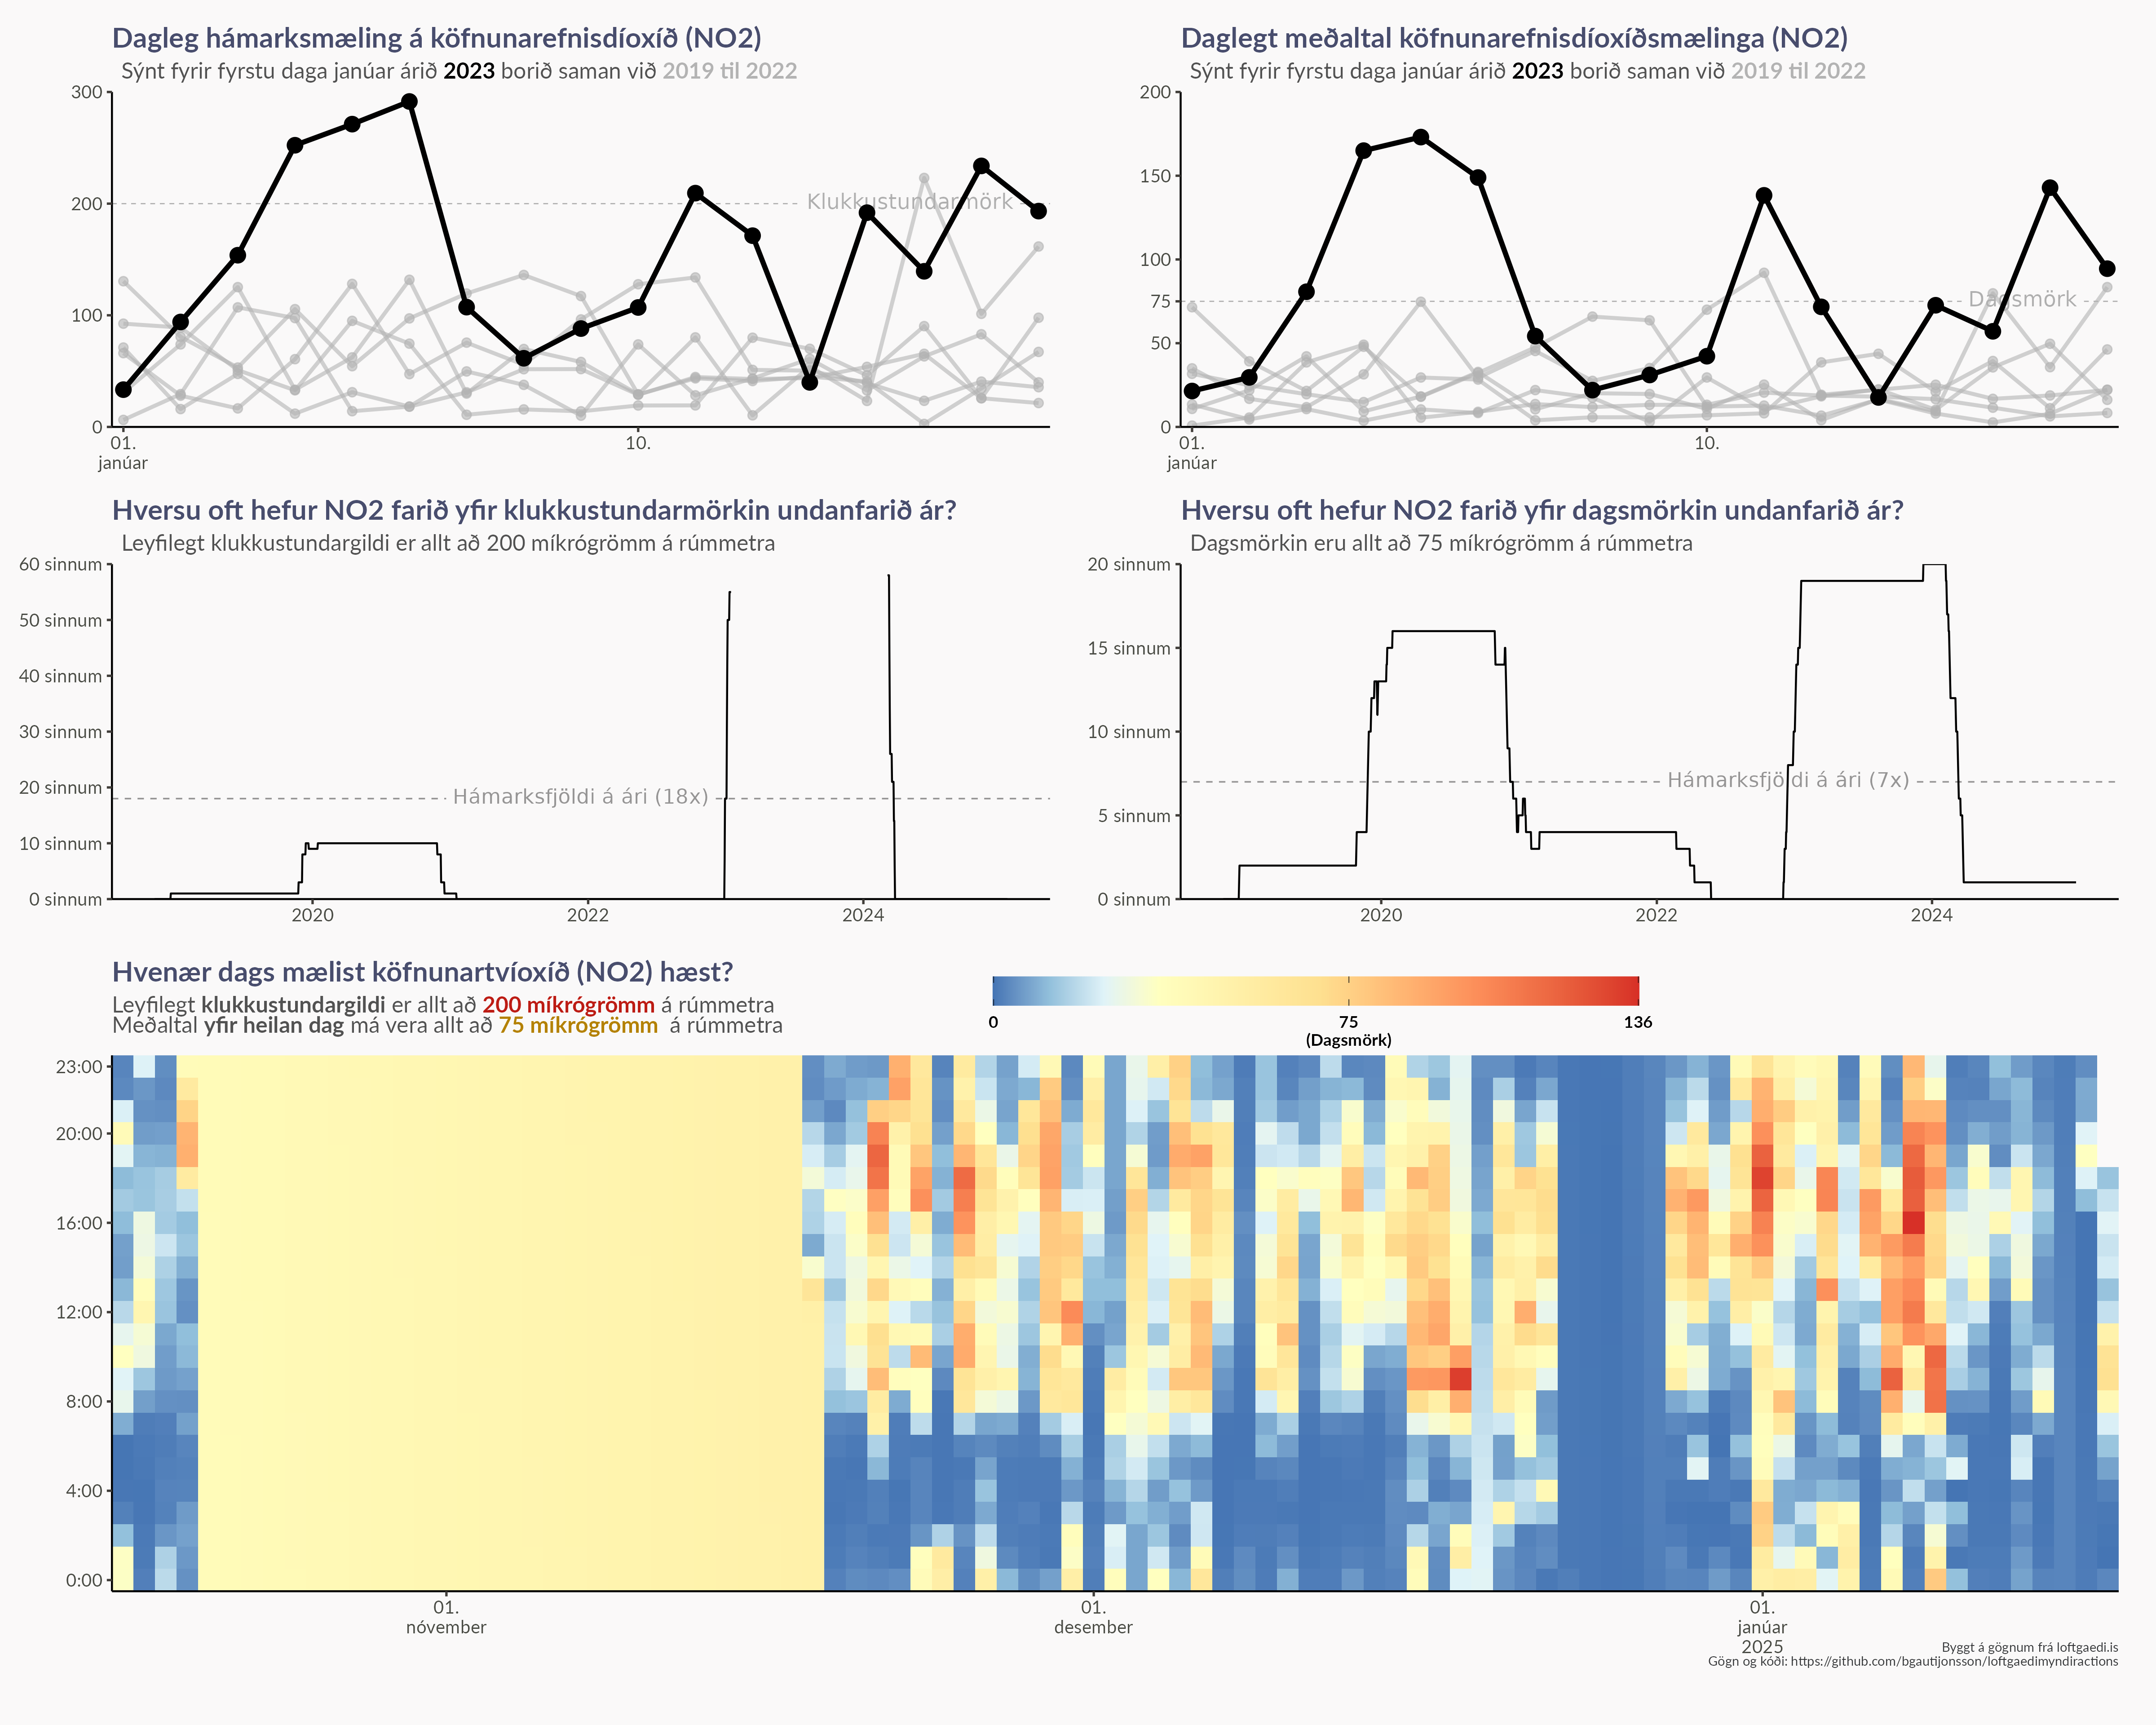 Dagleg hámarksmæling á köfnunarefnisdíoxíð (NO2)
Sýnt fyrir fyrstu daga janúar árið 2023 borið saman við 2019 til 2022
300
200
100
0
Klukkustundarmörk
01.
janúar
10.
Daglegt meðaltal köfnunarefnisdíoxíðsmælinga (NO2)
Sýnt fyrir fyrstu daga janúar árið 2023 borið saman við 2019 til 2022
200
150
100
75
50
0
Dagsmörk
01.
janúar
10.
Hversu oft hefur NO2 farið yfir klukkustundarmörkin undanfarið ár?
Leyfilegt klukkustundargildi er allt að 200 míkrógrömm á rúmmetra
60 sinnum
50 sinnum
40 sinnum
30 sinnum
20 sinnum
10 sinnum
0 sinnum
Hámarksfjöldi á ári (18x)
2020
2022
2024
Hversu oft hefur NO2 farið yfir dagsmörkin undanfarið ár?
Dagsmörkin eru allt að 75 míkrógrömm á rúmmetra
20 sinnum
15 sinnum
10 sinnum
5 sinnum
0 sinnum
Hámarksfjöldi á ári (7x)
2020
2022
2024
Hvenær dags mælist köfnunartvíoxíð (NO2) hæst?
Leyfilegt klukkustundargildi er allt að 200 míkrógrömm á rúmmetra
Meðaltal yfir heilan dag má vera allt að 75 míkrógrömm á rúmmetra
0
75
(Dagsmörk)
136
23:00
20:00
16:00
12:00
8:00
4:00
0:00
01.
nóvember
01.
desember
01.
janúar
2025
Byggt á gögnum frá loftgaedi.is
Gögn og kóði: https://github.com/bgautijonsson/loftgaedimyndiractions